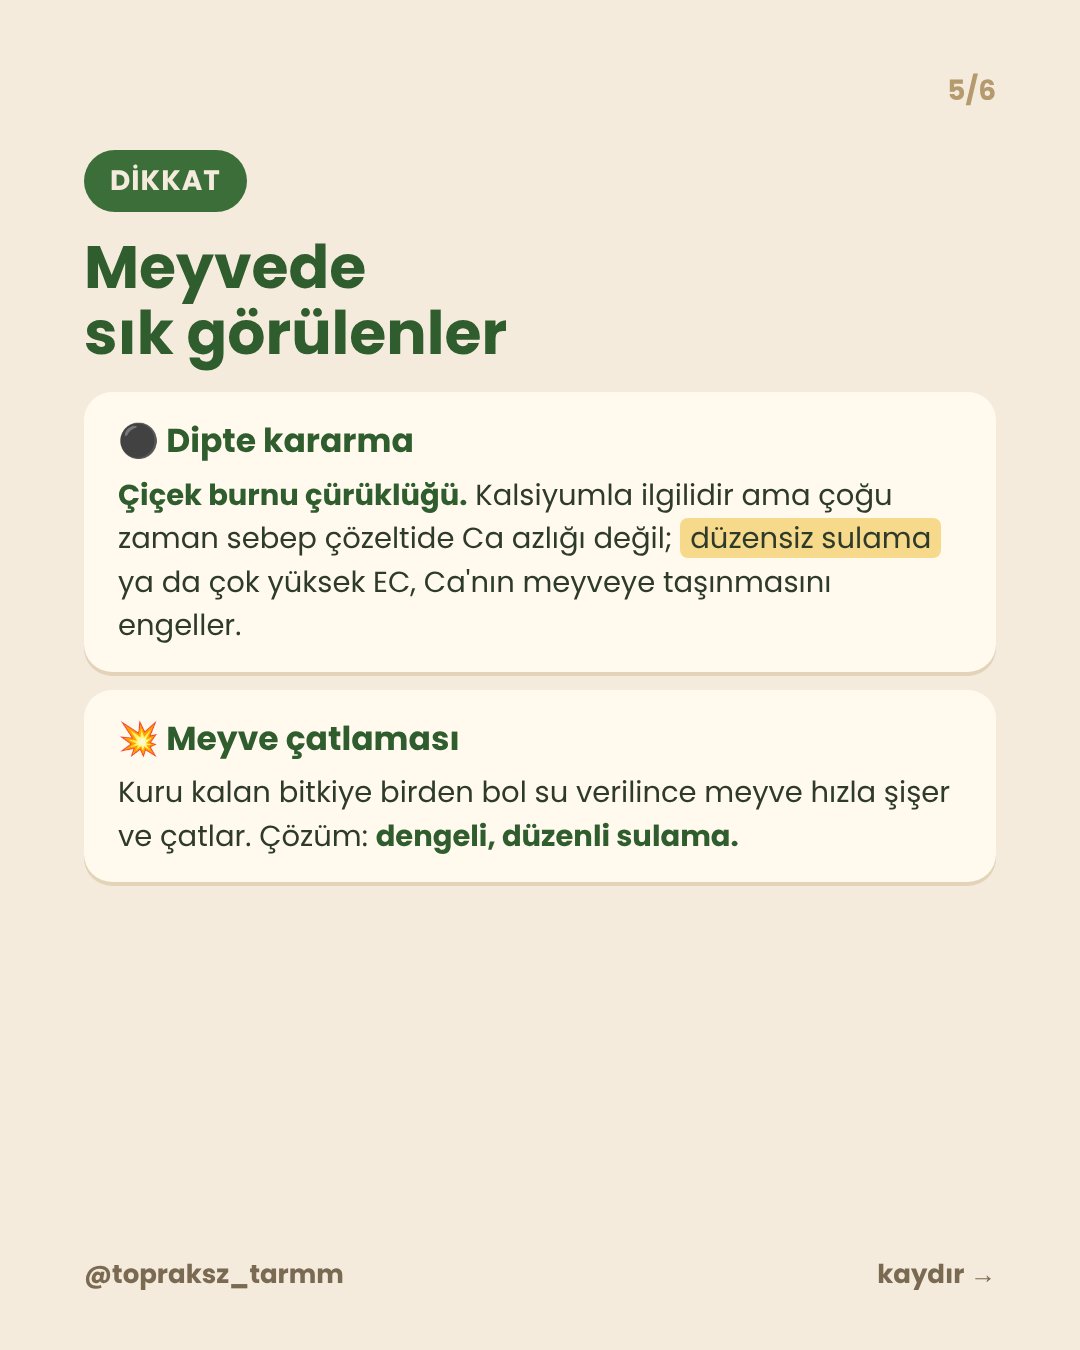 5/6
DİKKAT
Meyvede
sık görülenler
⚫ Dipte kararma
Çiçek burnu çürüklüğü. Kalsiyumla ilgilidir ama çoğu
zaman sebep çözeltide Ca azlığı değil; düzensiz sulama
ya da çok yüksek EC, Ca'nın meyveye taşınmasını
engeller.
💥 Meyve çatlaması
Kuru kalan bitkiye birden bol su verilince meyve hızla şişer
ve çatlar. Çözüm: dengeli, düzenli sulama.
@topraksz_tarmm
kaydır →